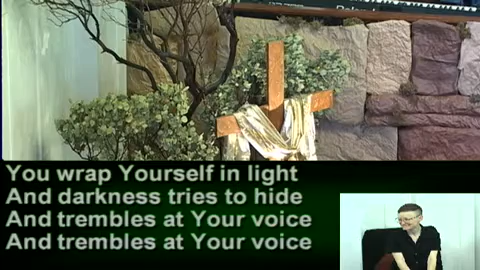 You wrap Yourself in light
And darkness tries to hide
And trembles at Your voice
And trembles at Your voice